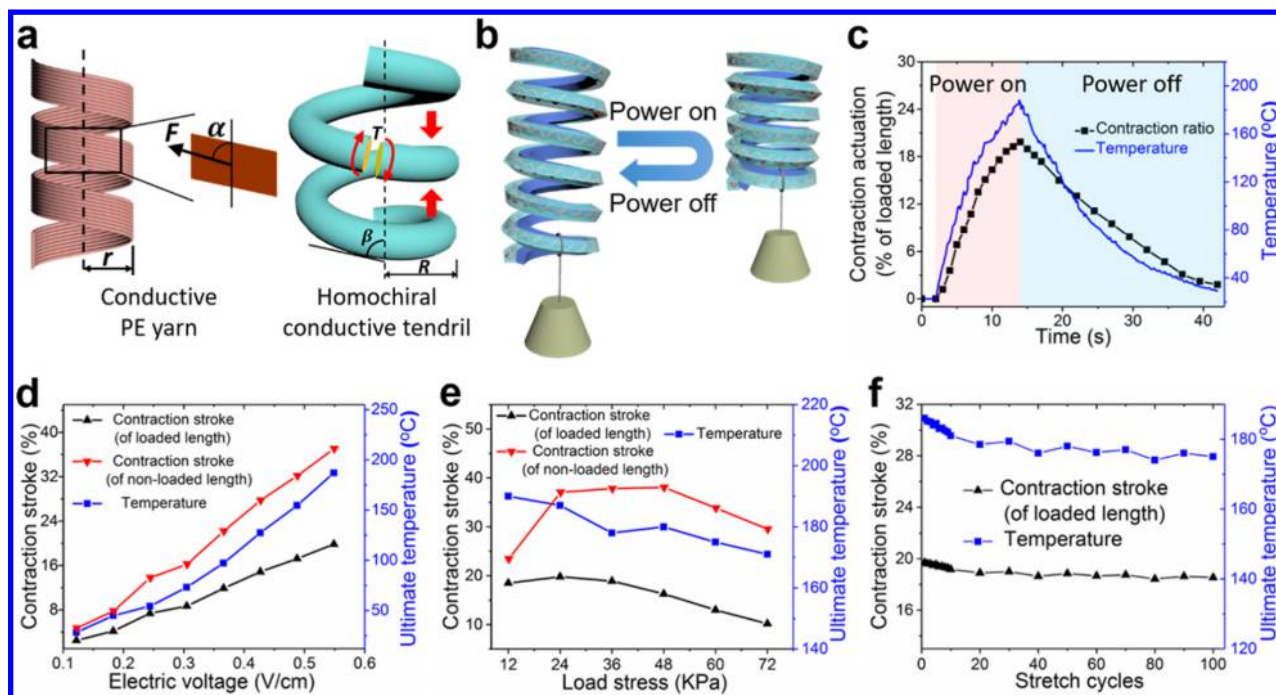 a
F
α
r
Conductive
PE yarn
T
β
R
Homochiral
conductive tendril
b
Power on
Power off
c
Contraction actuation
(% of loaded length)
30
24
18
12
6
0
Power on
Power off
Contraction ratio
Temperature
200
160
120
80
40
Temperature (ºC)
0
10
20
30
40
Time (s)
d
Contraction stroke (%)
40
32
24
16
8
Contraction stroke
(of loaded length)
Contraction stroke
(of non-loaded length)
Temperature
250
200
150
100
50
0
Ultimate temperature (ºC)
0.1
0.2
0.3
0.4
0.5
0.6
Electric voltage (V/cm)
e
Contraction stroke (%)
50
40
30
20
10
Contraction stroke
(of loaded length)
Temperature
Contraction stroke
(of non-loaded length)
220
200
180
160
140
Ultimate temperature (ºC)
12
24
36
48
60
72
Load stress (KPa)
f
Contraction stroke (%)
32
28
24
20
16
Contraction stroke
(of loaded length)
Temperature
180
160
140
120
Ultimate temperature (ºC)
0
20
40
60
80
100
Stretch cycles